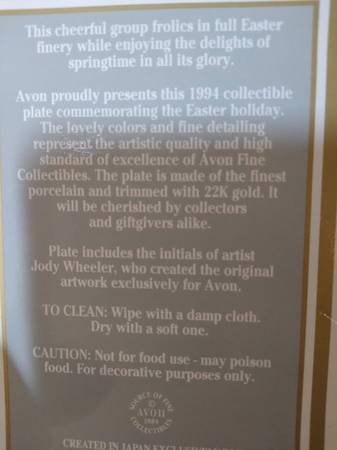 This cheerful group frolics in full Easter
finery while enjoying the delights of
springtime in all its glory.
Avon proudly presents this 1994 collectible
plate commemorating the Easter holiday.
The lovely colors and fine detailing
represent the artistic quality and high
standard of excellence of Avon Fine
Collectibles. The plate is made of the finest
porcelain and trimmed with 22K gold. It
will be cherished by collectors
and giftgivers alike.
Plate includes the initials of artist
Jody Wheeler, who created the original
artwork exclusively for Avon.
TO CLEAN: Wipe with a damp cloth.
Dry with a soft one.
CAUTION: Not for food use - may poison
food. For decorative purposes only.
SOURCE OF FINE
©
AVON
1994
COLLECTIBLES
CREATED IN JAPAN